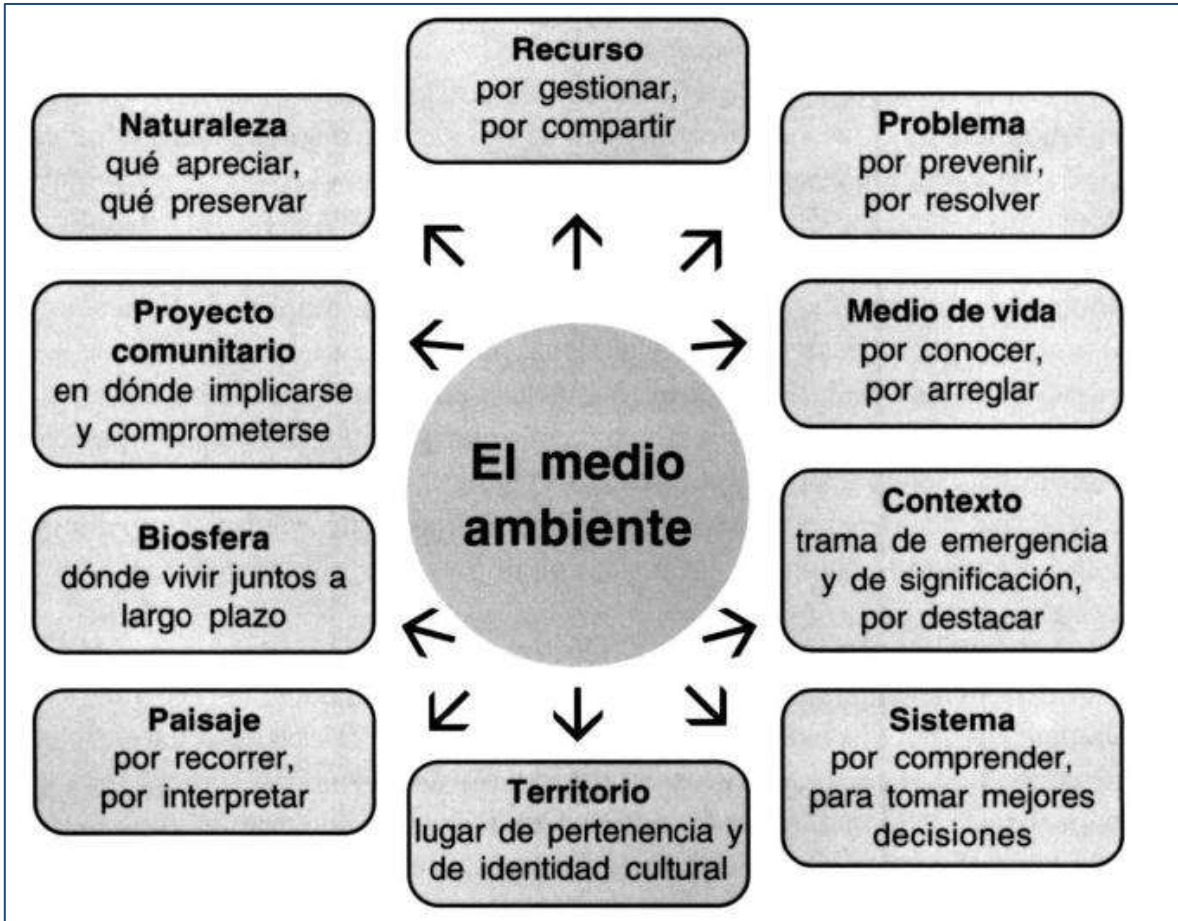 Recurso
por gestionar,
por compartir
Naturaleza
qué apreciar,
qué preservar
Problema
por prevenir,
por resolver
Proyecto
comunitario
en dónde implicarse
y comprometerse
Medio de vida
por conocer,
por arreglar
El medio
ambiente
Biosfera
dónde vivir juntos a
largo plazo
Contexto
trama de emergencia
y de significación,
por destacar
Paisaje
por recorrer,
por interpretar
Territorio
lugar de pertenencia y
de identidad cultural
Sistema
por comprender,
para tomar mejores
decisiones